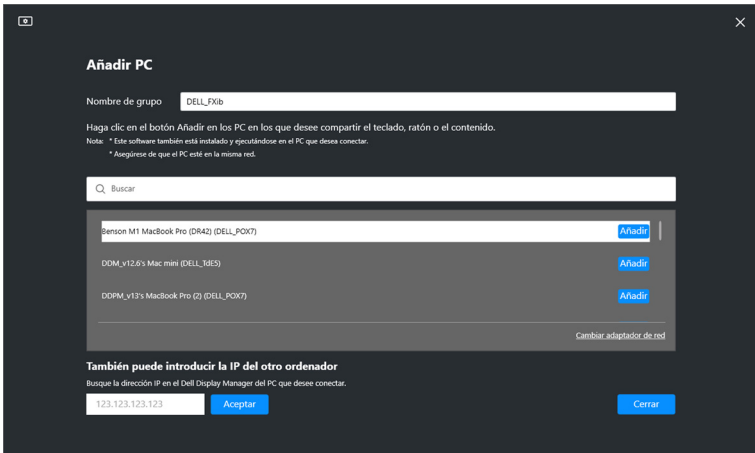 Añadir PC
Nombre de grupo DELL_FXib
Haga clic en el botón Añadir en los PC en los que desee compartir el teclado, ratón o el contenido.
Nota: * Este software también está instalado y ejecutándose en el PC que desea conectar.
* Asegúrese de que el PC esté en la misma red.
Buscar
Benson M1 MacBook Pro (DR42) (DELL_POX7) Añadir
DDM_v12.6's Mac mini (DELL_TdE5) Añadir
DDPM_v13's MacBook Pro (2) (DELL_POX7) Añadir
Cambiar adaptador de red
También puede introducir la IP del otro ordenador
Busque la dirección IP en el Dell Display Manager del PC que desee conectar.
123.123.123.123 Aceptar Cerrar